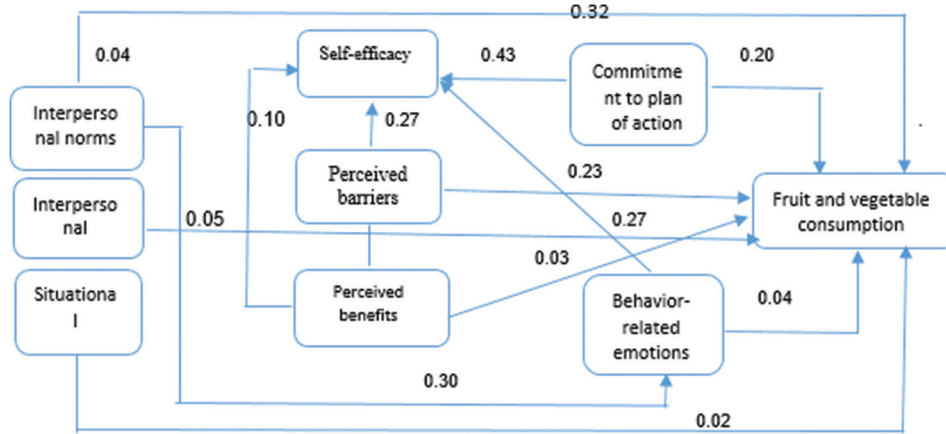 0.32
0.04
Self-efficacy
0.43
Commitme
nt to plan
of action
0.20
Interperso
nal norms
0.10
0.27
Perceived
barriers
0.23
Fruit and vegetable
consumption
Interperso
nal
0.05
0.27
0.03
Situationa
l
Perceived
benefits
Behavior-
related
emotions
0.04
0.30
0.02